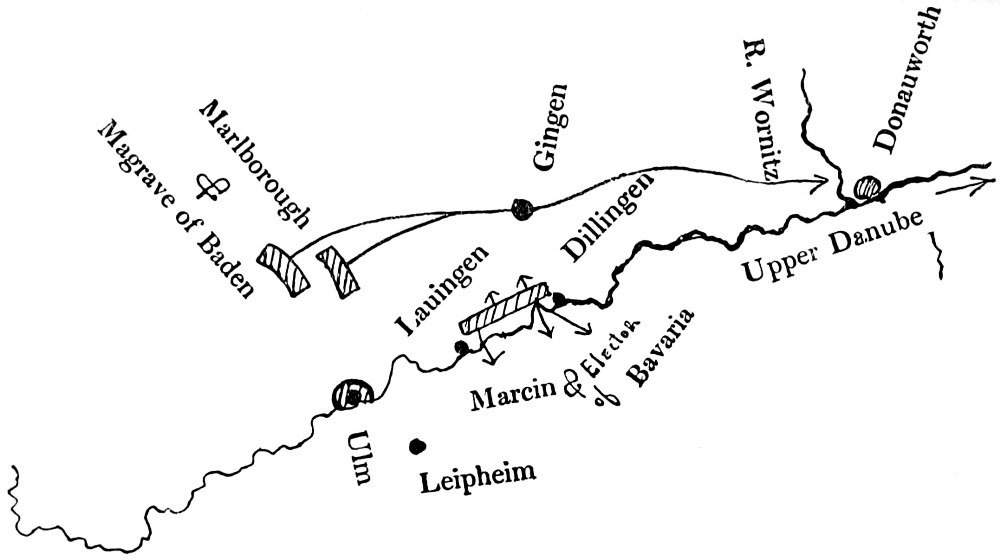 Magrave of Baden
&
Marlborough
Gingen
R. Wornitz
Donauworth
Lauingen
Dillingen
Upper Danube
Marcin & Elector
of Bavaria
Ulm
Leipheim